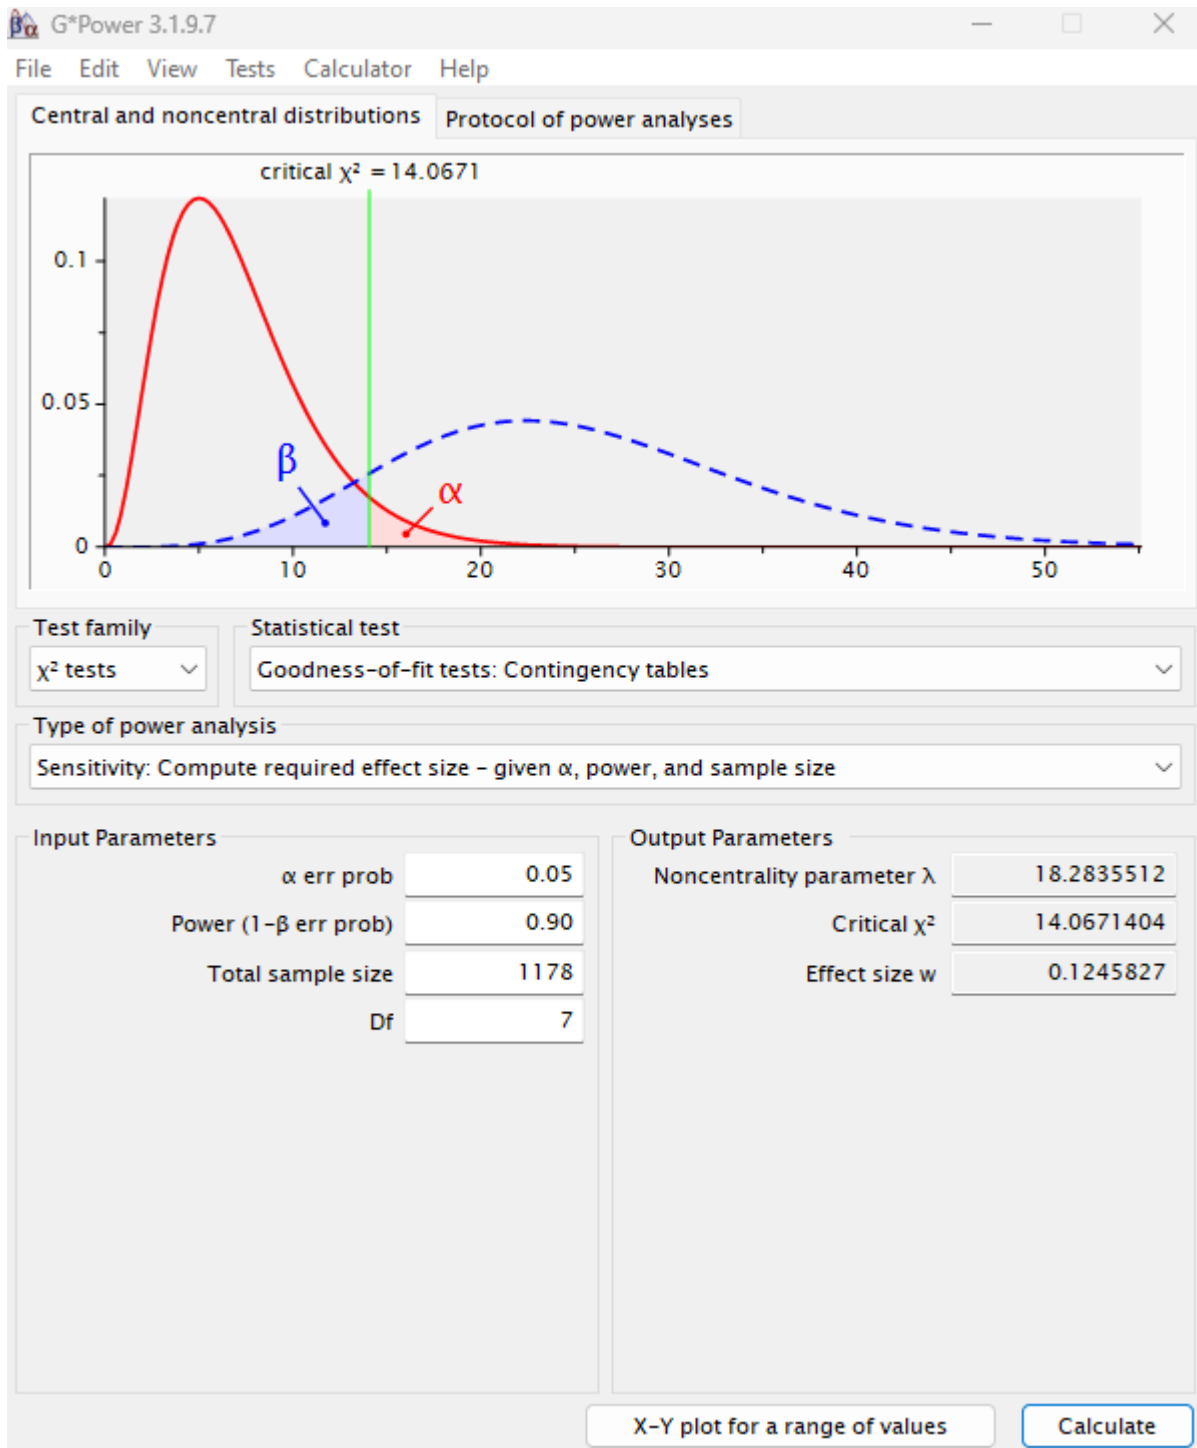 G*Power 3.1.9.7
File Edit View Tests Calculator Help
Central and noncentral distributions Protocol of power analyses
critical χ² = 14.0671
0.1
0.05
0
β
α
0 10 20 30 40 50
Test family Statistical test
χ² tests Goodness-of-fit tests: Contingency tables
Type of power analysis
Sensitivity: Compute required effect size - given α, power, and sample size
Input Parameters
α err prob 0.05
Power (1-β err prob) 0.90
Total sample size 1178
Df 7
Output Parameters
Noncentrality parameter λ 18.2835512
Critical χ² 14.0671404
Effect size w 0.1245827
X-Y plot for a range of values Calculate